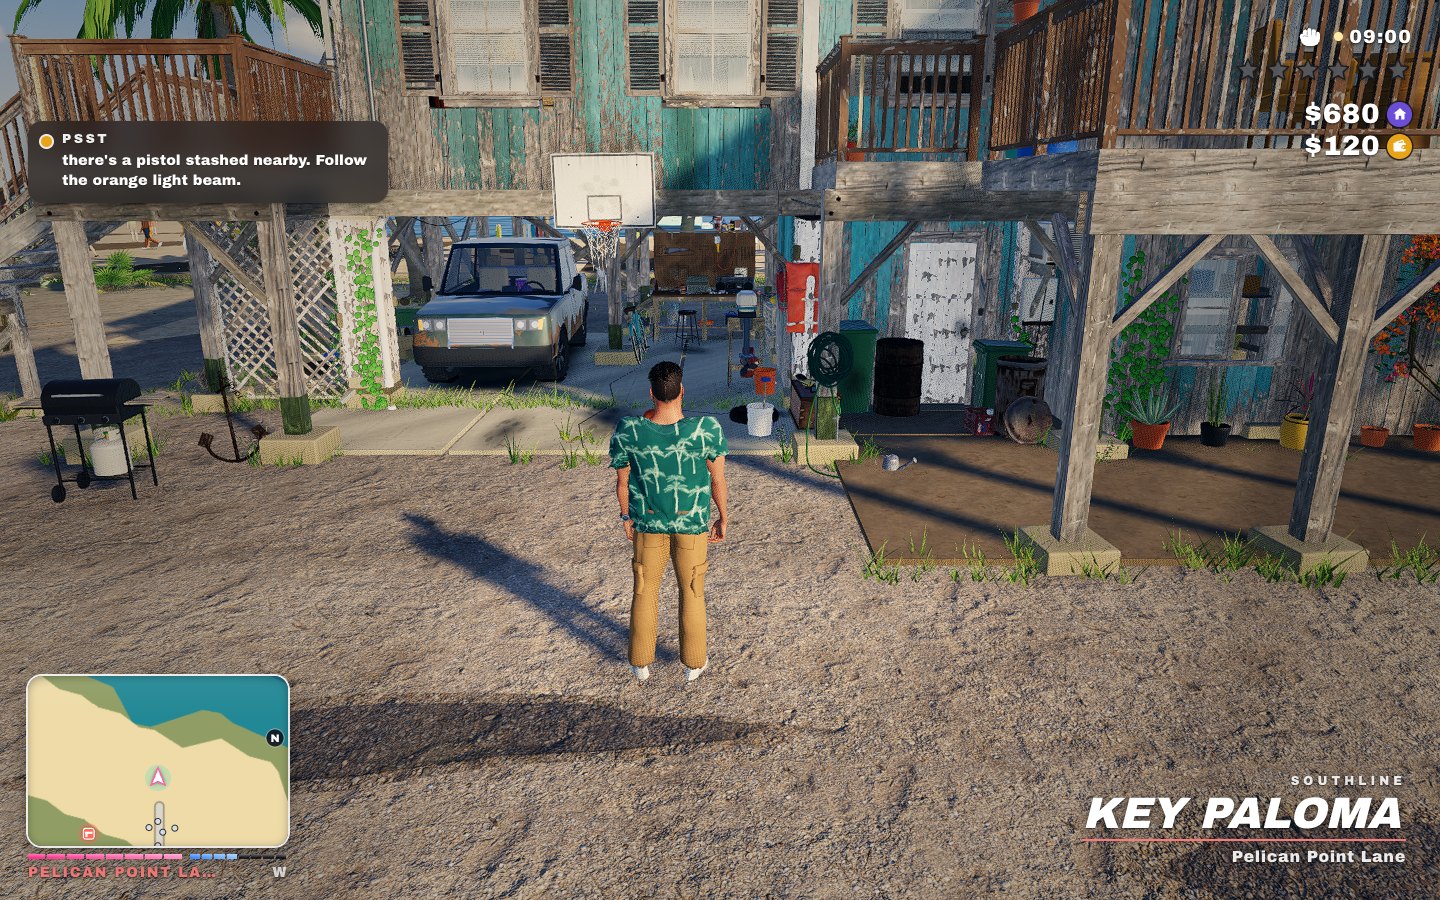 09:00
PSST
there's a pistol stashed nearby. Follow
the orange light beam.
$680
$120
N
SOUTHLINE
KEY PALOMA
Pelican Point Lane
PELICAN POINT LA...
W